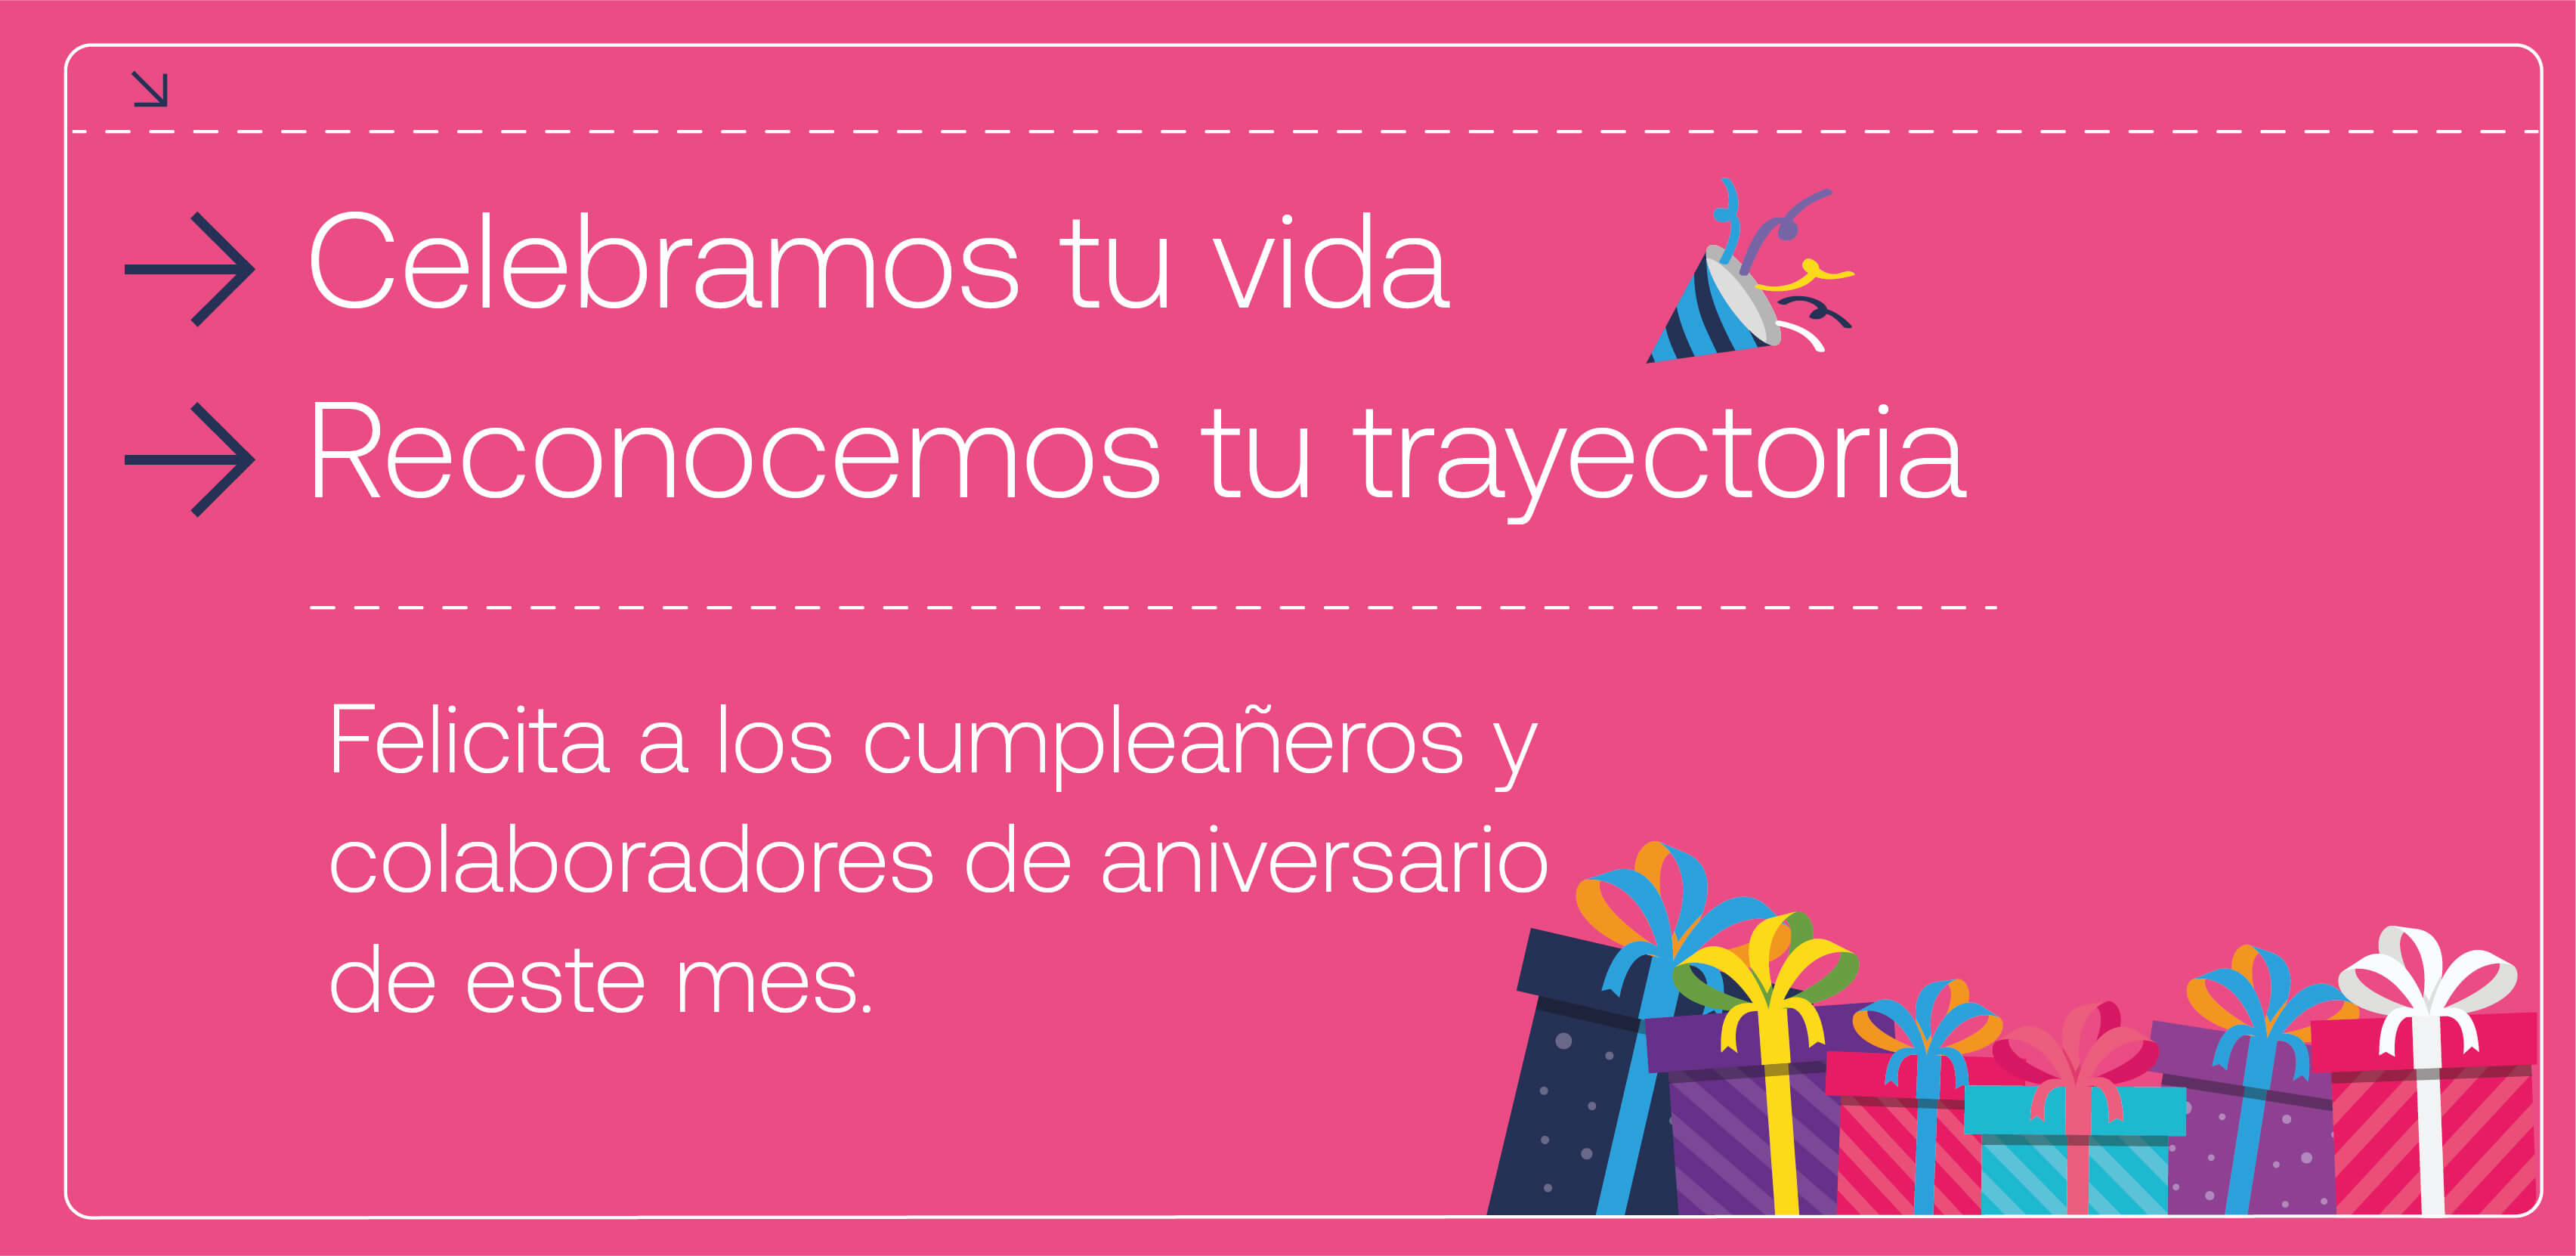 Celebramos tu vida
Reconocemos tu trayectoria
Felicita a los cumpleañeros y
colaboradores de aniversario
de este mes.